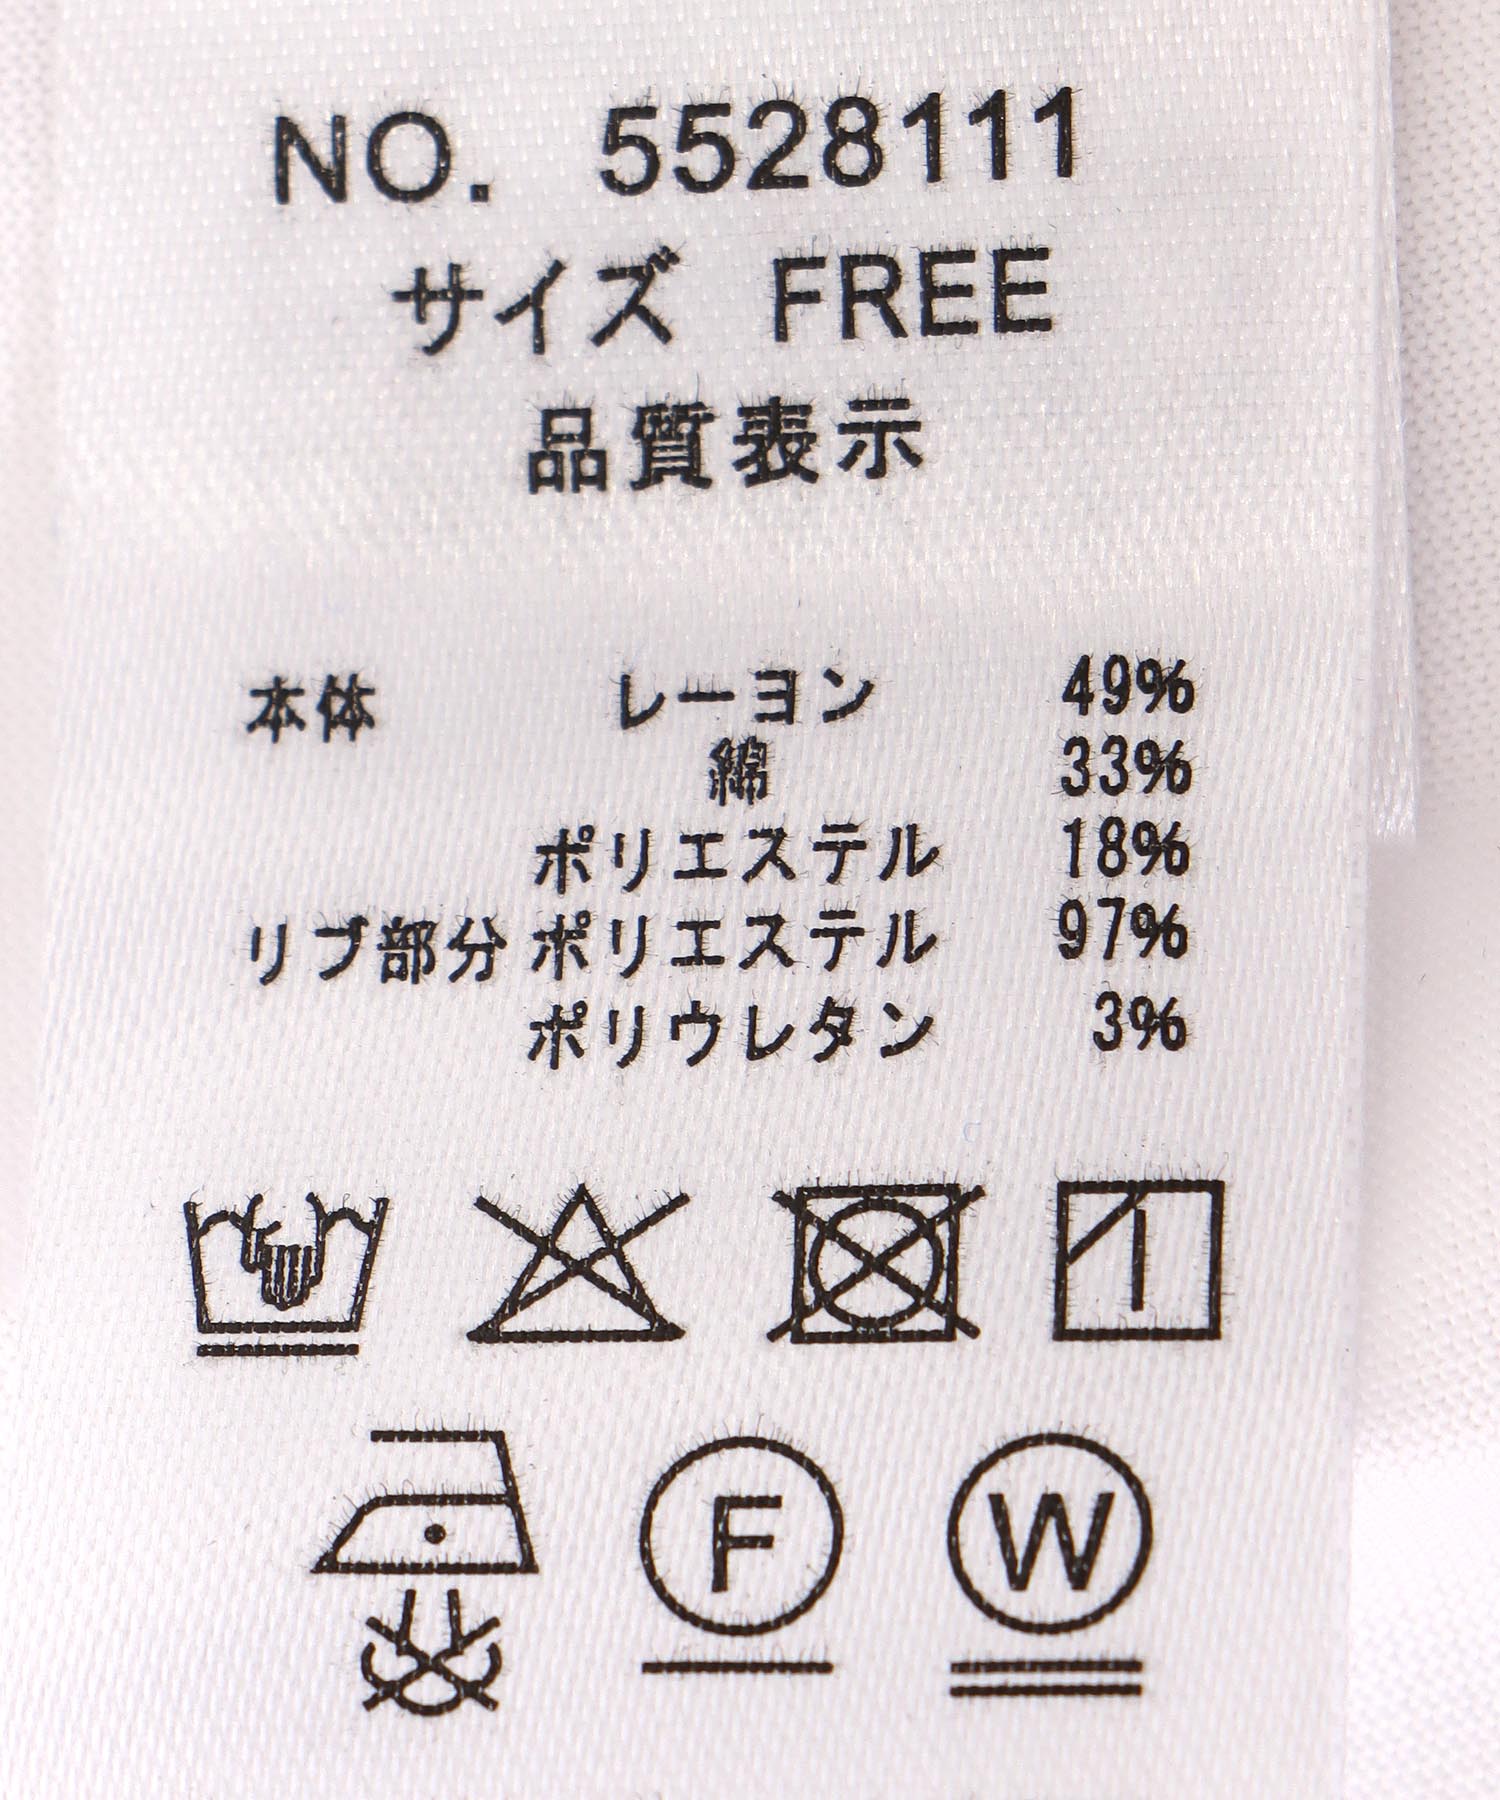 NO. 5528111
サイズ FREE
品質表示
本体 レーヨン 49%
綿 33%
ポリエステル 18%
リブ部分 ポリエステル 97%
ポリウレタン 3%
F W